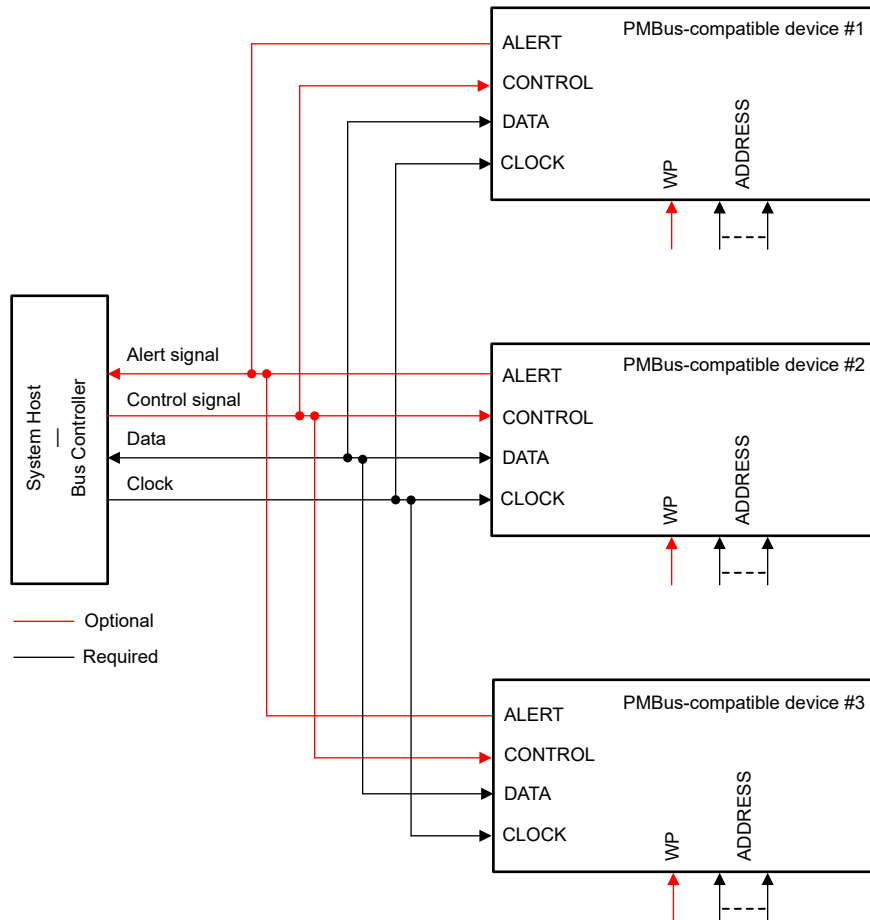 PMBus-compatible device #1
ALERT
CONTROL
DATA
CLOCK
WP
ADDRESS
System Host
—
Bus Controller
Alert signal
Control signal
Data
Clock
PMBus-compatible device #2
ALERT
CONTROL
DATA
CLOCK
WP
ADDRESS
Optional
Required
PMBus-compatible device #3
ALERT
CONTROL
DATA
CLOCK
WP
ADDRESS